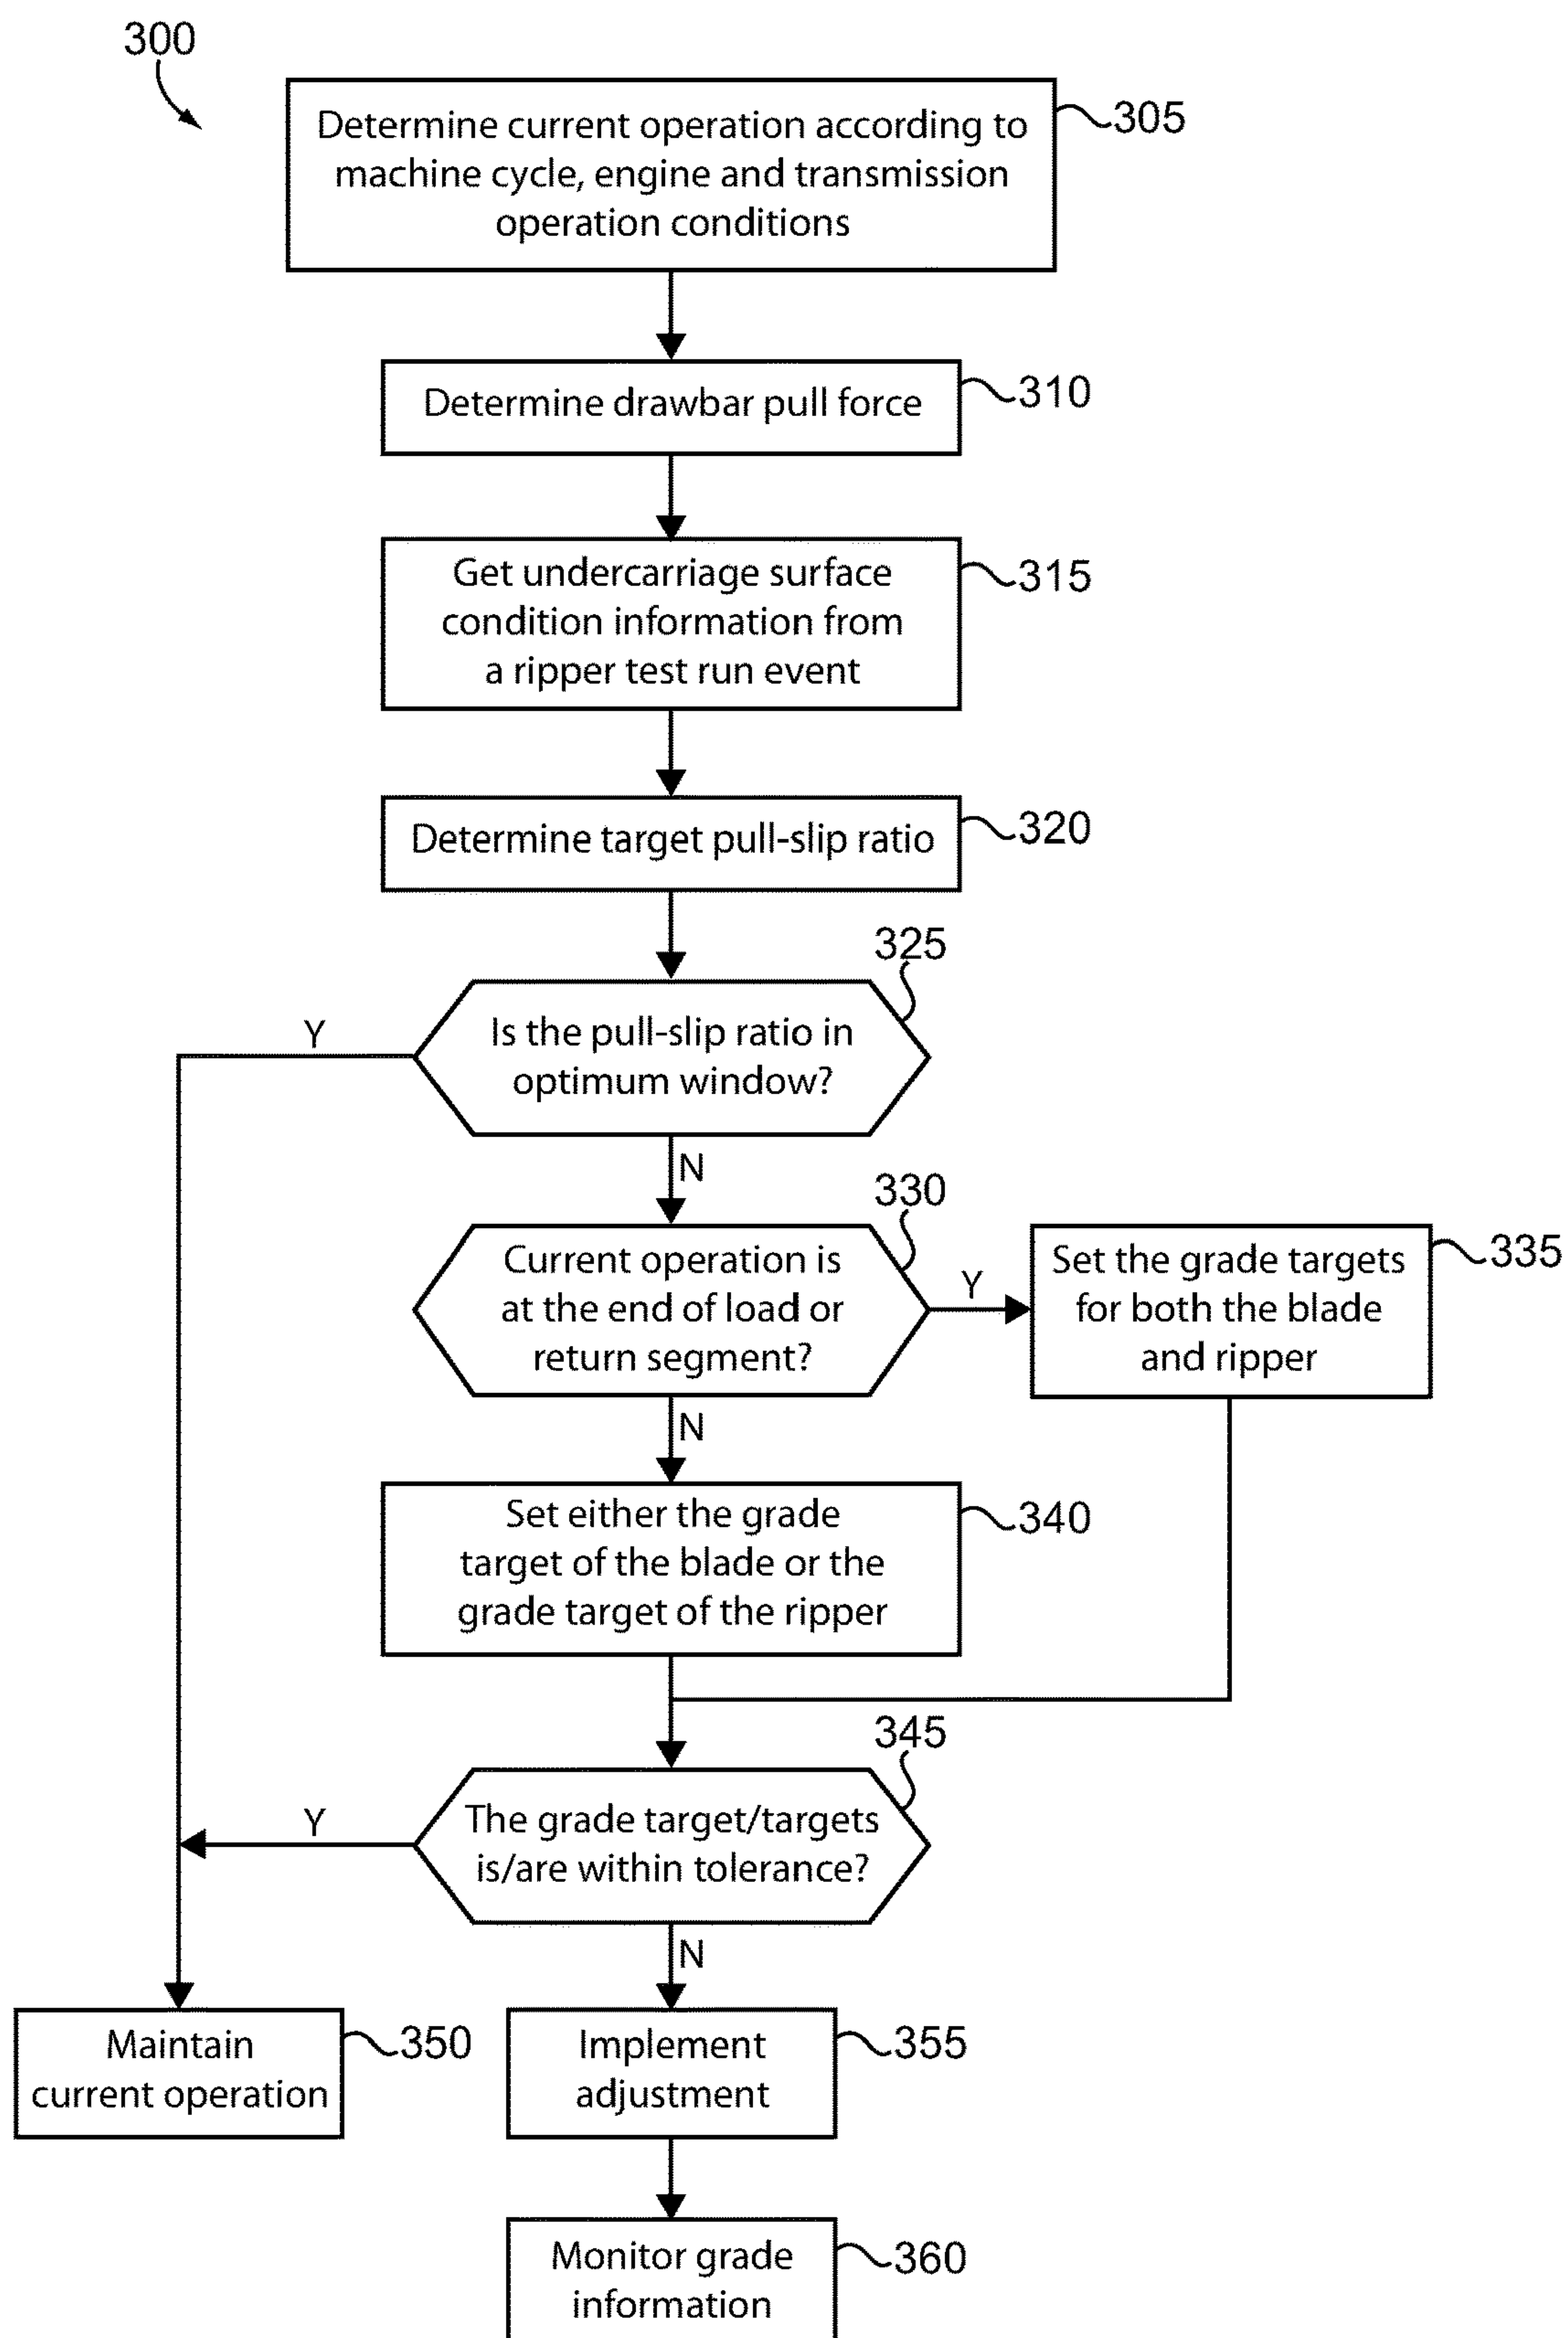 300
Determine current operation according to
machine cycle, engine and transmission
operation conditions
305
Determine drawbar pull force
310
Get undercarriage surface
condition information from
a ripper test run event
315
Determine target pull-slip ratio
320
325
Is the pull-slip ratio in
optimum window?
Y
N
330
Current operation is
at the end of load or
return segment?
Y
Set the grade targets
for both the blade
and ripper
335
N
Set either the grade
target of the blade or the
grade target of the ripper
340
345
The grade target/targets
is/are within tolerance?
Y
N
Maintain
current operation
350
Implement
adjustment
355
Monitor grade
information
360